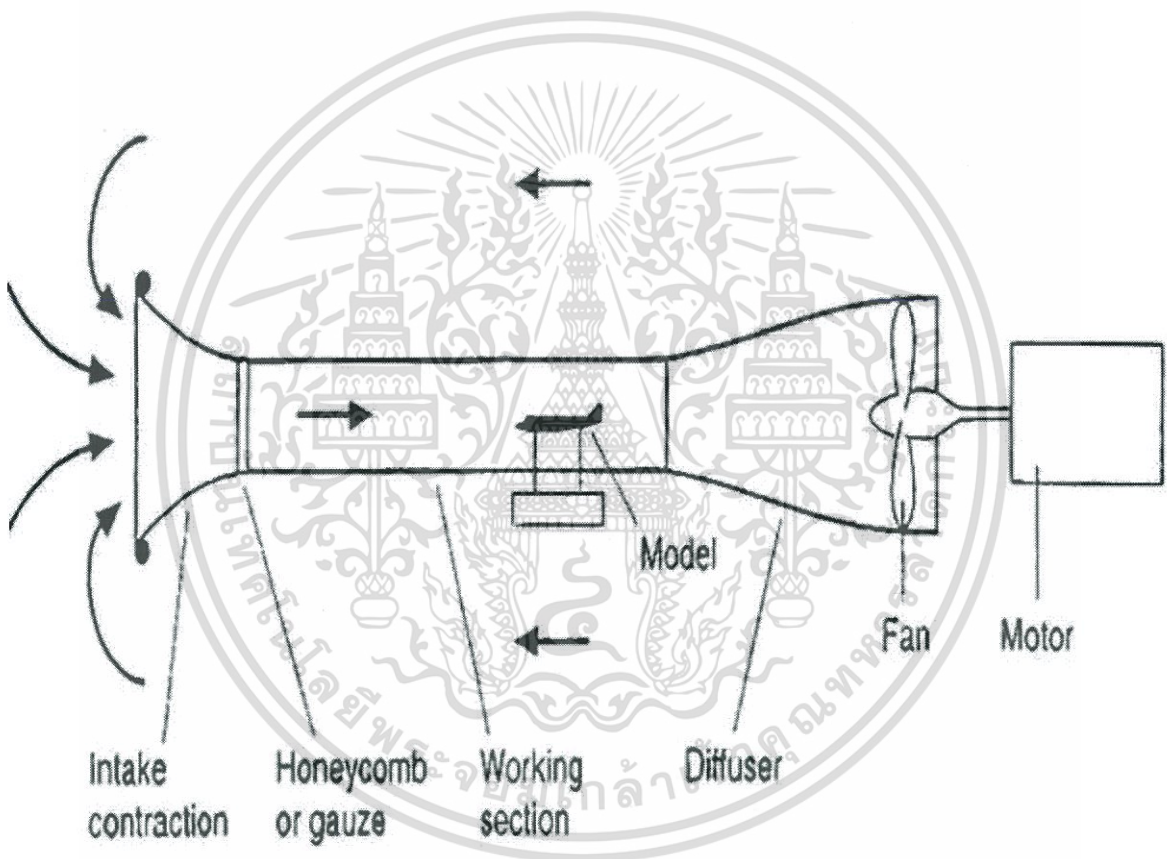 Model
Fan
Motor
Intake
contraction
Honeycomb
or gauze
Working
section
Diffuser